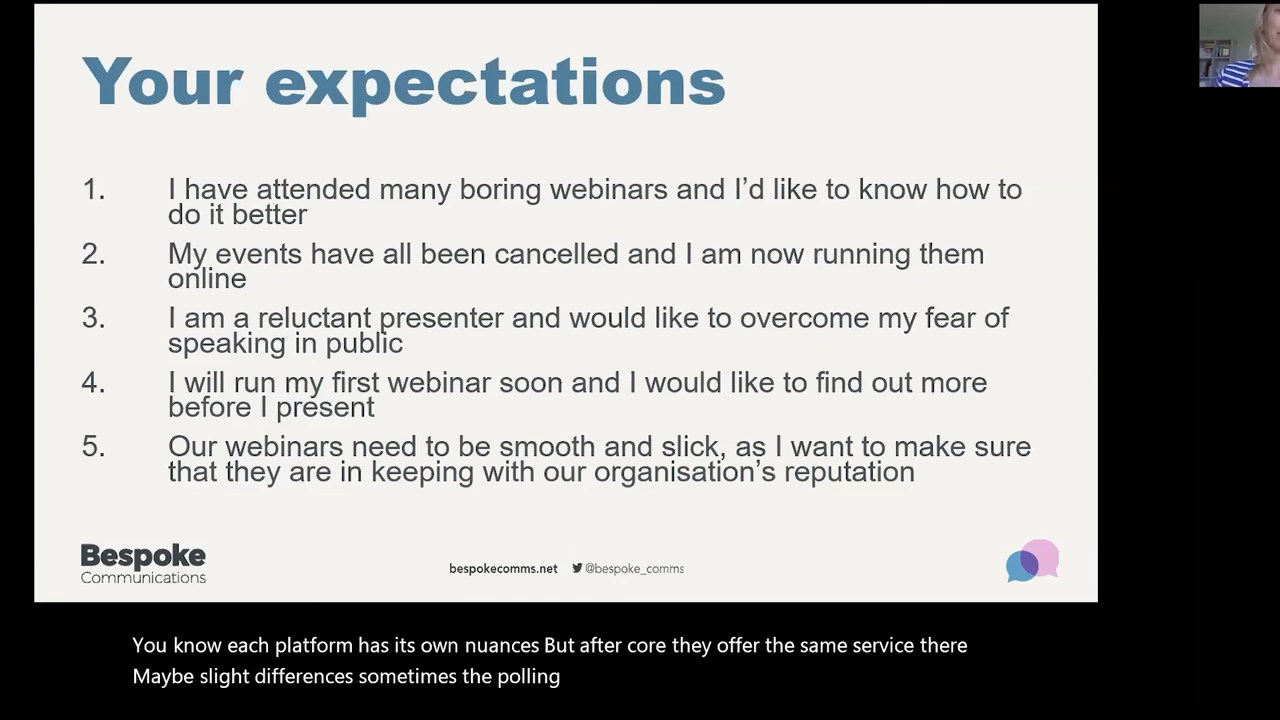 Your expectations
1. I have attended many boring webinars and I’d like to know how to
do it better
2. My events have all been cancelled and I am now running them
online
3. I am a reluctant presenter and would like to overcome my fear of
speaking in public
4. I will run my first webinar soon and I would like to find out more
before I present
5. Our webinars need to be smooth and slick, as I want to make sure
that they are in keeping with our organisation’s reputation
Bespoke
Communications
bespokecomms.net @bespoke_comms
You know each platform has its own nuances But after core they offer the same service there
Maybe slight differences sometimes the polling